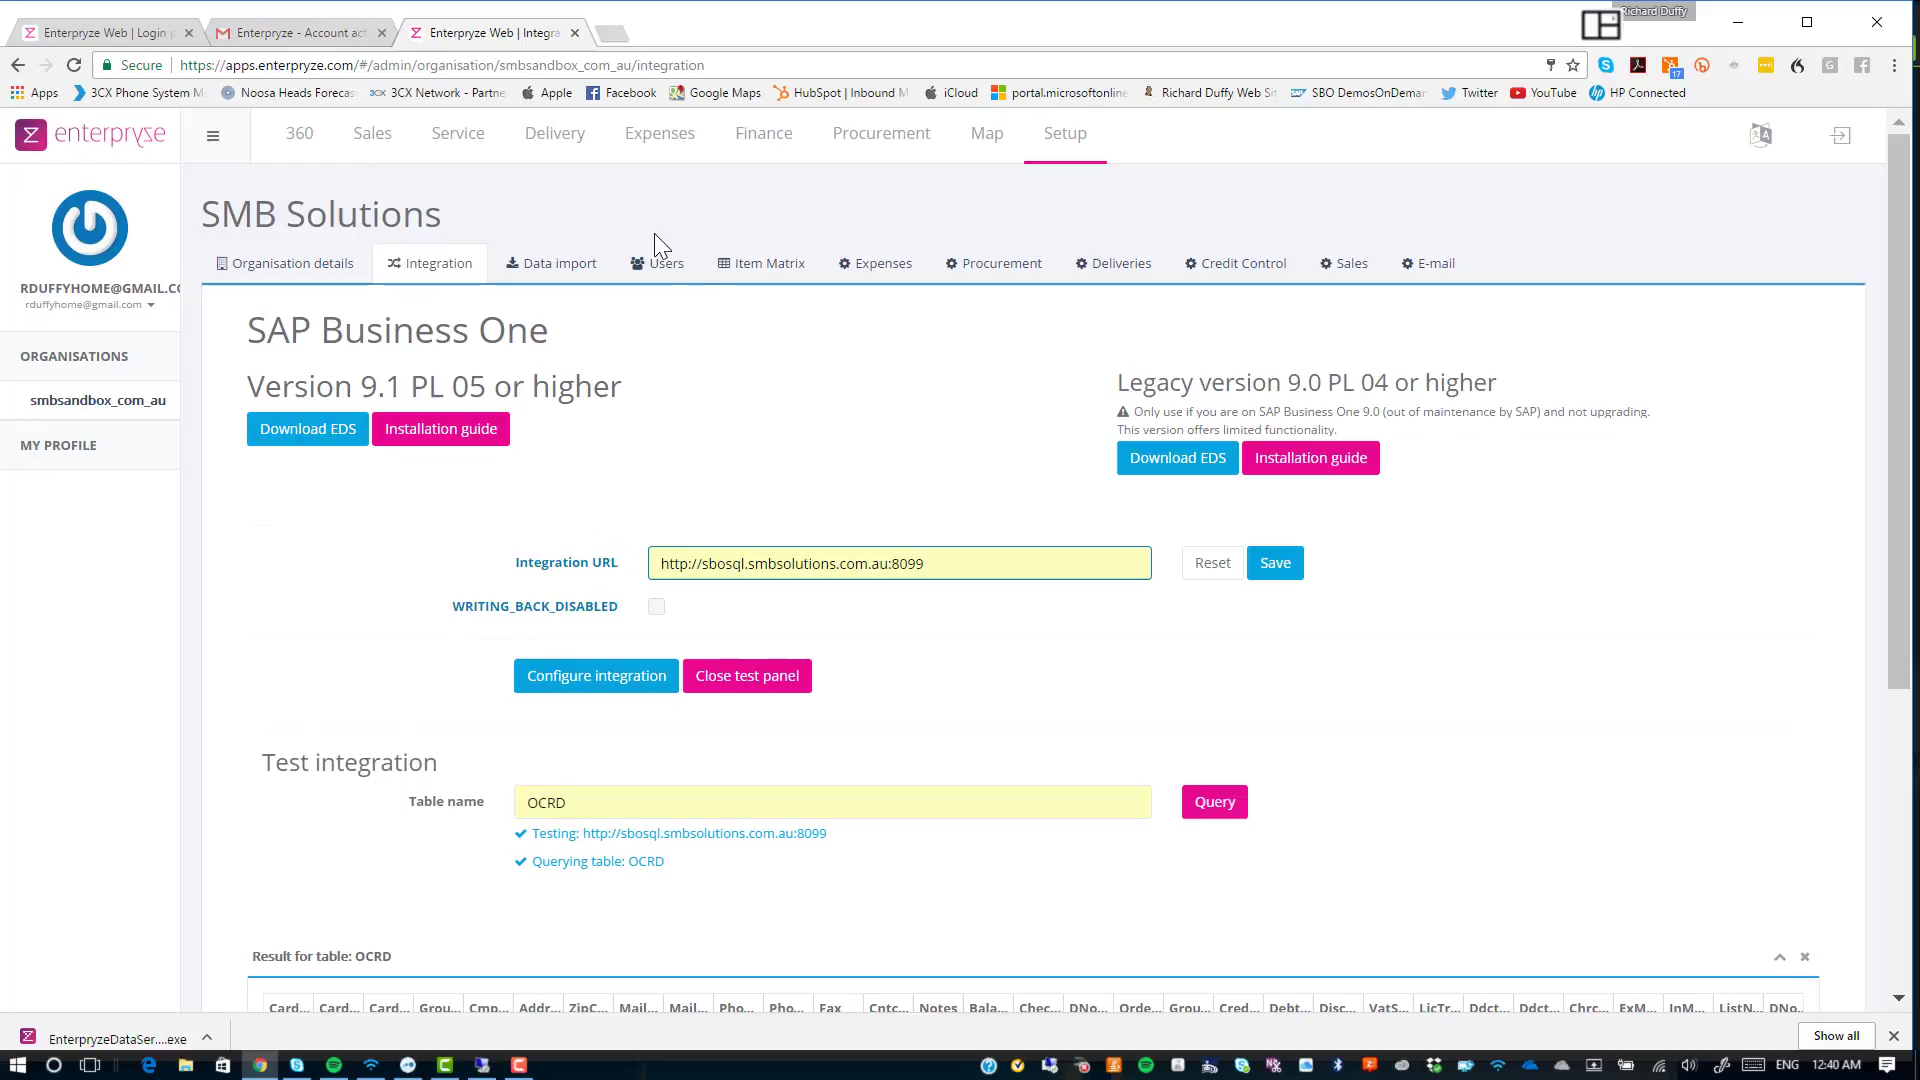 Richard Duffy
Enterpryze Web | Login p
Enterpryze - Account act
Enterpryze Web | Integra
Secure https://apps.enterpryze.com/#/admin/organisation/smbsandbox_com_au/integration
17
Apps 3CX Phone System M 3CX Noosa Heads Forecas 3CX Network - Partne Apple Facebook Google Maps HubSpot | Inbound M iCloud portal.microsoftonline Richard Duffy Web Si SBO DemosOnDeman Twitter YouTube HP Connected
enterpryze
360 Sales Service Delivery Expenses Finance Procurement Map Setup
RDUFFYHOME@GMAIL.CO
rduffyhome@gmail.com
ORGANISATIONS
smbsandbox_com_au
MY PROFILE
SMB Solutions
Organisation details Integration Data import Users Item Matrix Expenses Procurement Deliveries Credit Control Sales E-mail
SAP Business One
Version 9.1 PL 05 or higher
Download EDS Installation guide
Legacy version 9.0 PL 04 or higher
Only use if you are on SAP Business One 9.0 (out of maintenance by SAP) and not upgrading.
This version offers limited functionality.
Download EDS Installation guide
Integration URL http://sbosql.smbsolutions.com.au:8099 Reset Save
WRITING_BACK_DISABLED
Configure integration Close test panel
Test integration
Table name OCRD Query
Testing: http://sbosql.smbsolutions.com.au:8099
Querying table: OCRD
Result for table: OCRD
Card... Card... Card... Grou... Cmp... Addr... ZipC... Mail... Mail... Pho... Pho... Fax Cntc... Notes Bala... Chec... DNo... Orde... Grou... Cred... Debt... Disc... VatS... LicTr... Ddct... Ddct... Chrc... ExM... InM... ListN... DNo...
EnterpryzeDataSer....exe
Show all
ENG 12:40 AM